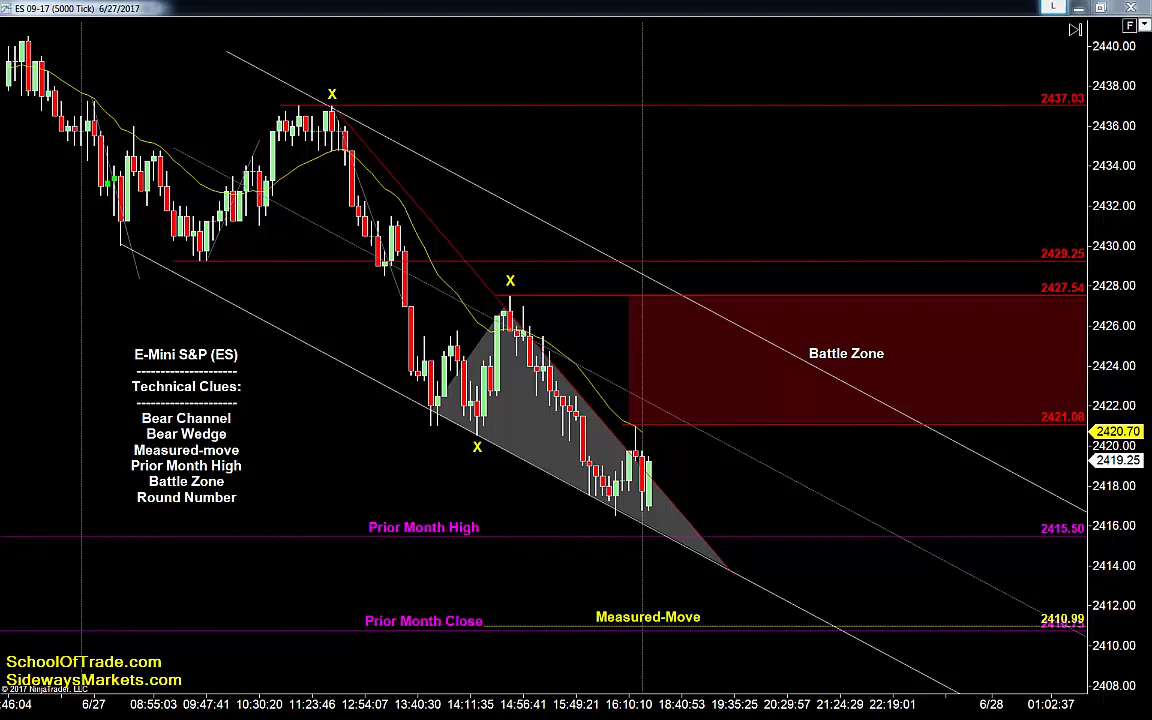 ES 09-17 (5000 Tick) 6/27/2017
L
F
2440.00
X
2438.00
2437.03
2436.00
2434.00
2432.00
2430.00
2429.25
X
2428.00
2427.54
2426.00
Battle Zone
E-Mini S&P (ES)
---------------------
Technical Clues:
---------------------
Bear Channel
Bear Wedge
Measured-move
Prior Month High
Battle Zone
Round Number
2424.00
2422.00
2421.08
2420.70
X
2420.00
2419.25
2418.00
Prior Month High
2415.50
2416.00
2414.00
2412.00
Prior Month Close
Measured-Move
2410.99
2410.00
SchoolOfTrade.com
SidewaysMarkets.com
2408.00
© 2017 NinjaTrader, LLC
:46:04 6/27 08:55:03 09:47:41 10:30:20 11:23:46 12:54:07 13:40:30 14:11:35 14:56:41 15:49:21 16:10:10 18:40:53 19:35:25 20:29:57 21:24:29 22:19:01 6/28 01:02:37